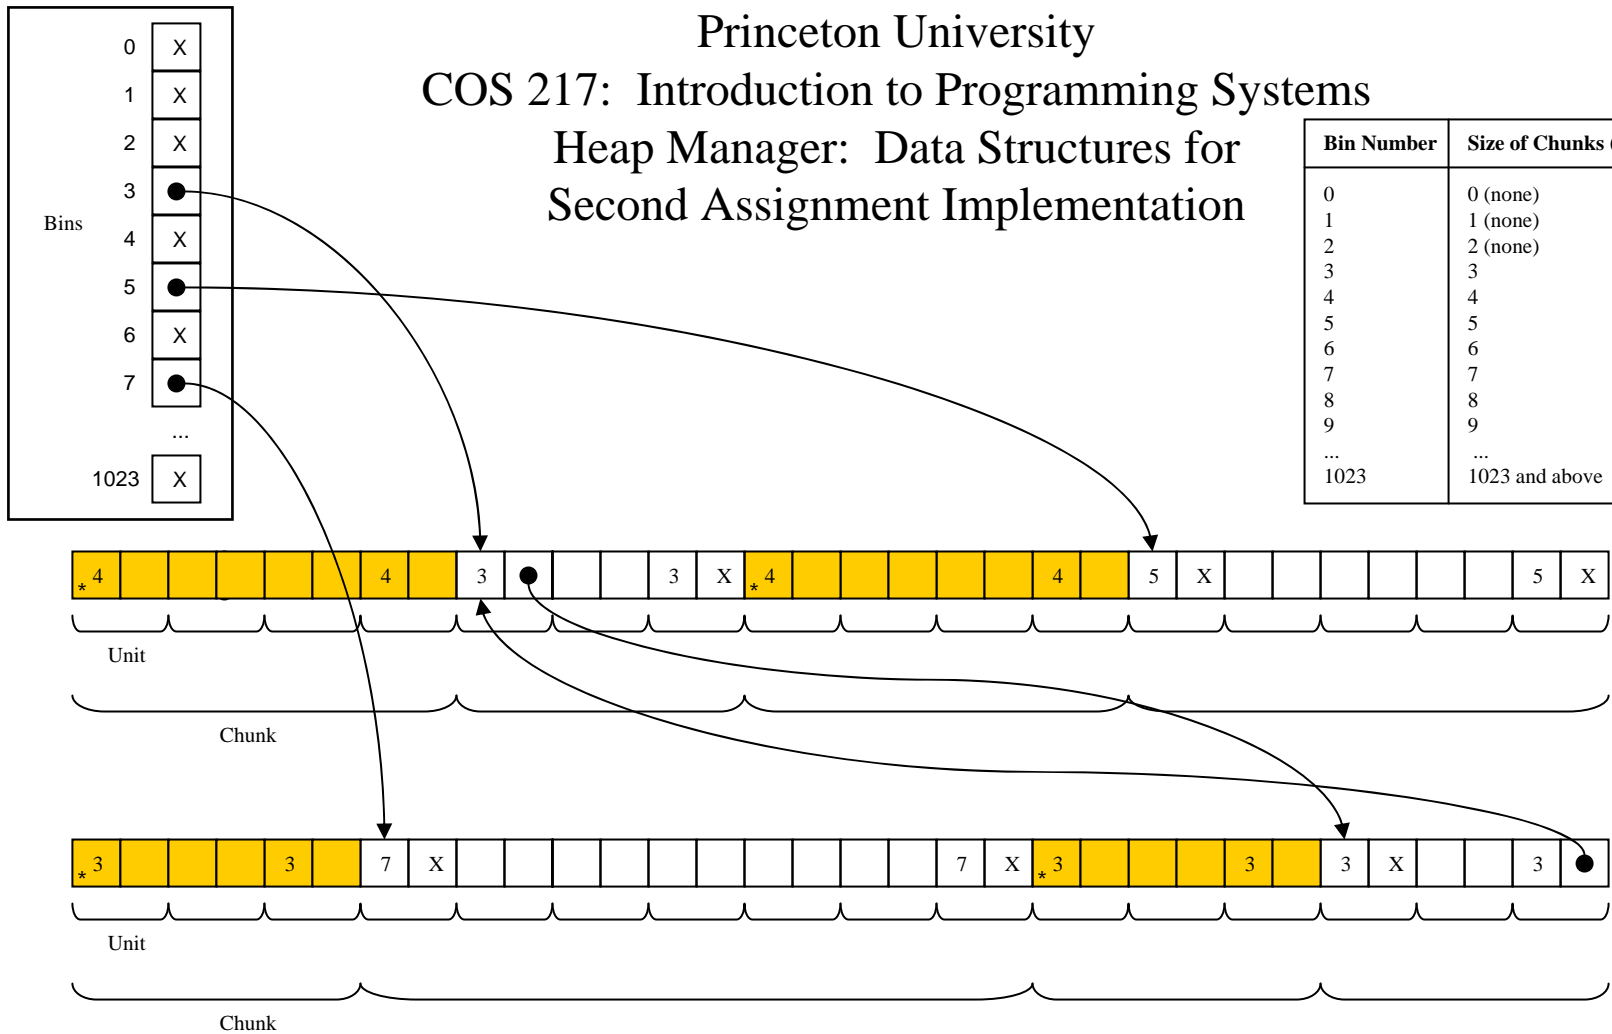 Princeton University
COS 217: Introduction to Programming Systems
Heap Manager: Data Structures for
Second Assignment Implementation
Bins
0 X
1 X
2 X
3
4 X
5
6 X
7
...
1023 X
Bin Number Size of Chunks (
0 0 (none)
1 1 (none)
2 2 (none)
3 3
4 4
5 5
6 6
7 7
8 8
9 9
... ...
1023 1023 and above
* 4 4 3 3 X * 4 4 5 X 5 X
Unit
Chunk
* 3 3 7 X 7 X * 3 3 3 X 3
Unit
Chunk